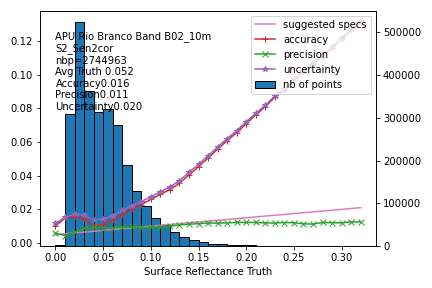 APU Rio Branco Band B02_10m
S2_Sen2cor
nbp=2744963
Avg Truth 0.052
Accuracy0.016
Precision0.011
Uncertainty0.020
suggested specs
accuracy
precision
uncertainty
nb of points
0.12
0.10
0.08
0.06
0.04
0.02
0.00
500000
400000
300000
200000
100000
0
0.00 0.05 0.10 0.15 0.20 0.25 0.30
Surface Reflectance Truth